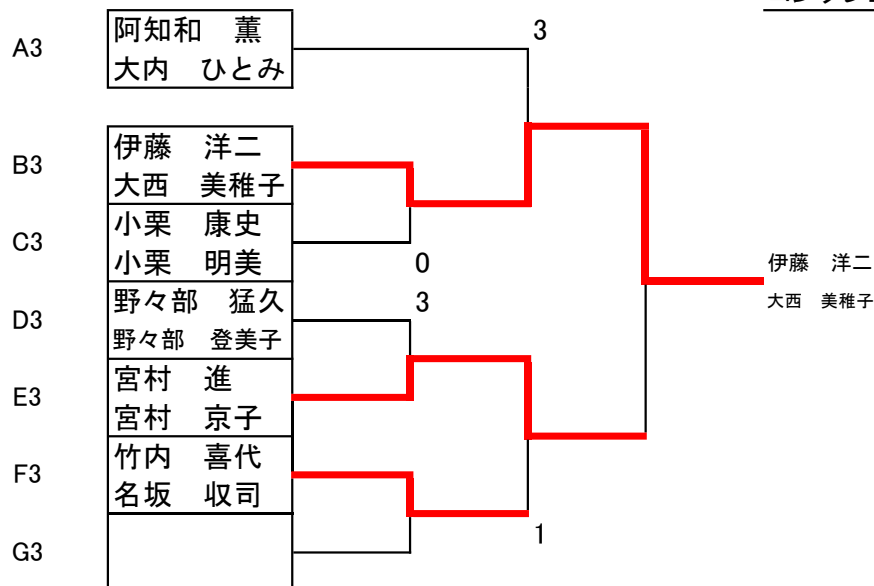 A3
阿知和　薫
大内　ひとみ
3
B3
伊藤　洋二
大西　美稚子
C3
小栗　康史
小栗　明美
0
伊藤　洋二
大西　美稚子
D3
野々部　猛久
野々部　登美子
3
E3
宮村　進
宮村　京子
F3
竹内　喜代
名坂　収司
1
G3